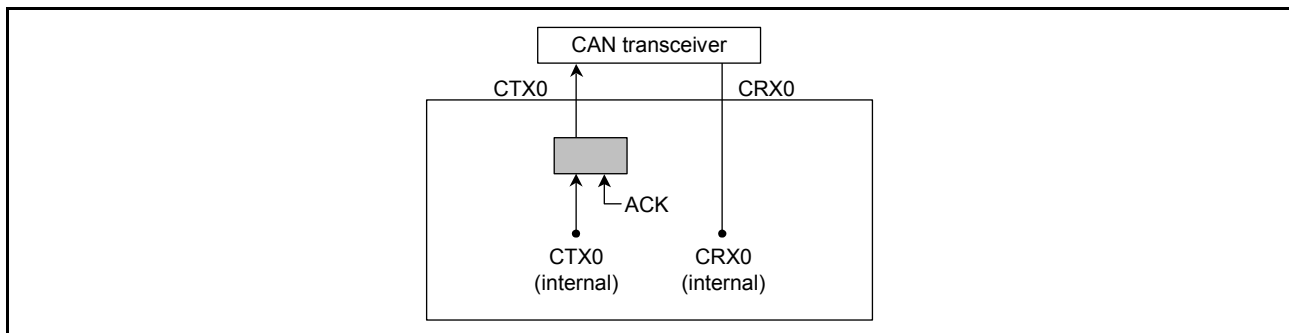 CAN transceiver
CTX0
CRX0
ACK
CTX0
(internal)
CRX0
(internal)